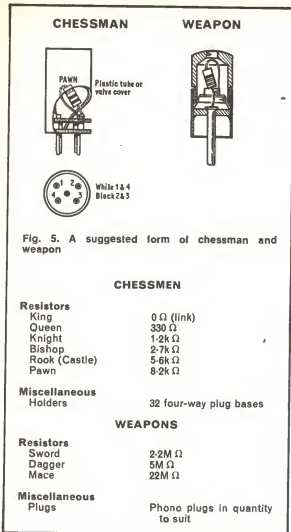 CHESSMAN WEAPON
PAWN
Plastic tube or
valve cover
1 2
4 3
White 1 & 4
Black 2 & 3
Fig. 5. A suggested form of chessman and
weapon
CHESSMEN
Resistors
King 0 Ω (link)
Queen 330 Ω
Knight 1·2k Ω
Bishop 2·7k Ω
Rook (Castle) 5·6k Ω
Pawn 8·2k Ω
Miscellaneous
Holders 32 four-way plug bases
WEAPONS
Resistors
Sword 2·2M Ω
Dagger 5M Ω
Mace 22M Ω
Miscellaneous
Plugs Phono plugs in quantity
to suit